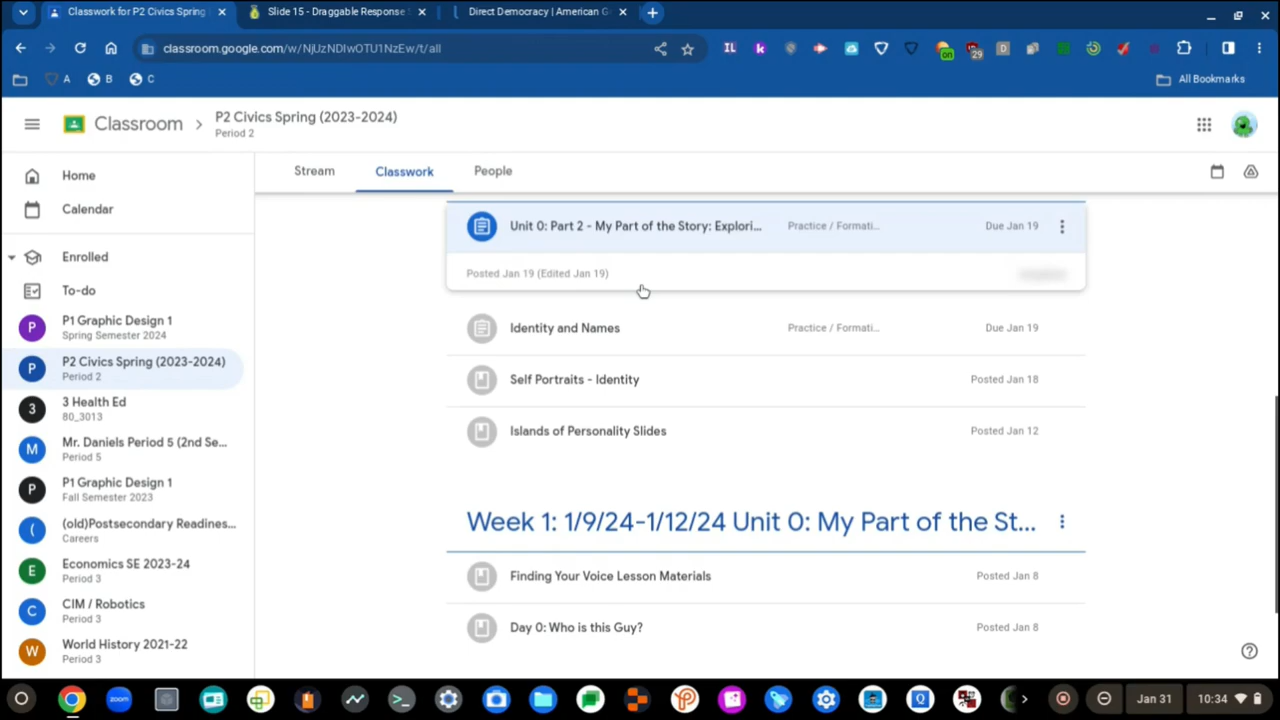 Classwork for P2 Civics Spring
Slide 15 - Draggable Response
Direct Democracy | American G
classroom.google.com/w/NjUzNDIwOTU1NzEw/t/all
IL
k
on
29
D
A
B
C
All Bookmarks
Classroom
P2 Civics Spring (2023-2024)
Period 2
Home
Calendar
Enrolled
To-do
P
P1 Graphic Design 1
Spring Semester 2024
P
P2 Civics Spring (2023-2024)
Period 2
3
3 Health Ed
80_3013
M
Mr. Daniels Period 5 (2nd Se...
Period 5
P
P1 Graphic Design 1
Fall Semester 2023
(
(old)Postsecondary Readines...
Careers
E
Economics SE 2023-24
Period 3
C
CIM / Robotics
Period 3
W
World History 2021-22
Period 3
Stream
Classwork
People
Unit 0: Part 2 - My Part of the Story: Explori...
Practice / Formati...
Due Jan 19
Posted Jan 19 (Edited Jan 19)
Identity and Names
Practice / Formati...
Due Jan 19
Self Portraits - Identity
Posted Jan 18
Islands of Personality Slides
Posted Jan 12
Week 1: 1/9/24-1/12/24 Unit 0: My Part of the St...
Finding Your Voice Lesson Materials
Posted Jan 8
Day 0: Who is this Guy?
Posted Jan 8
zoom
Q
Jan 31
10:34